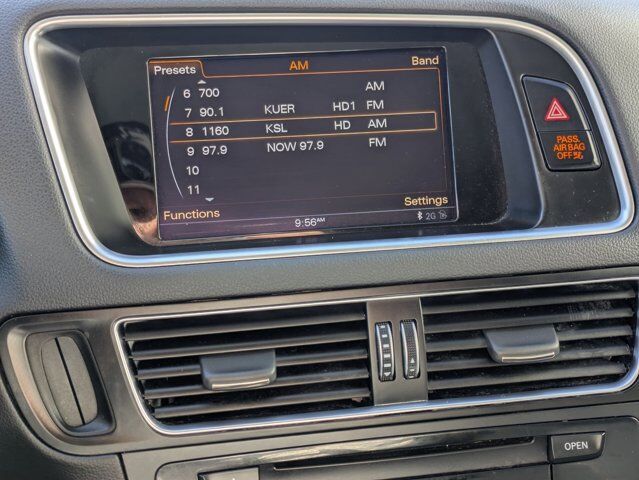 Presets AM Band
6 700 AM
7 90.1 KUER HD1 FM
8 1160 KSL HD AM
9 97.9 NOW 97.9 FM
10
11
Functions Settings
9:56AM 2G
PASS
AIR BAG
OFF
OPEN